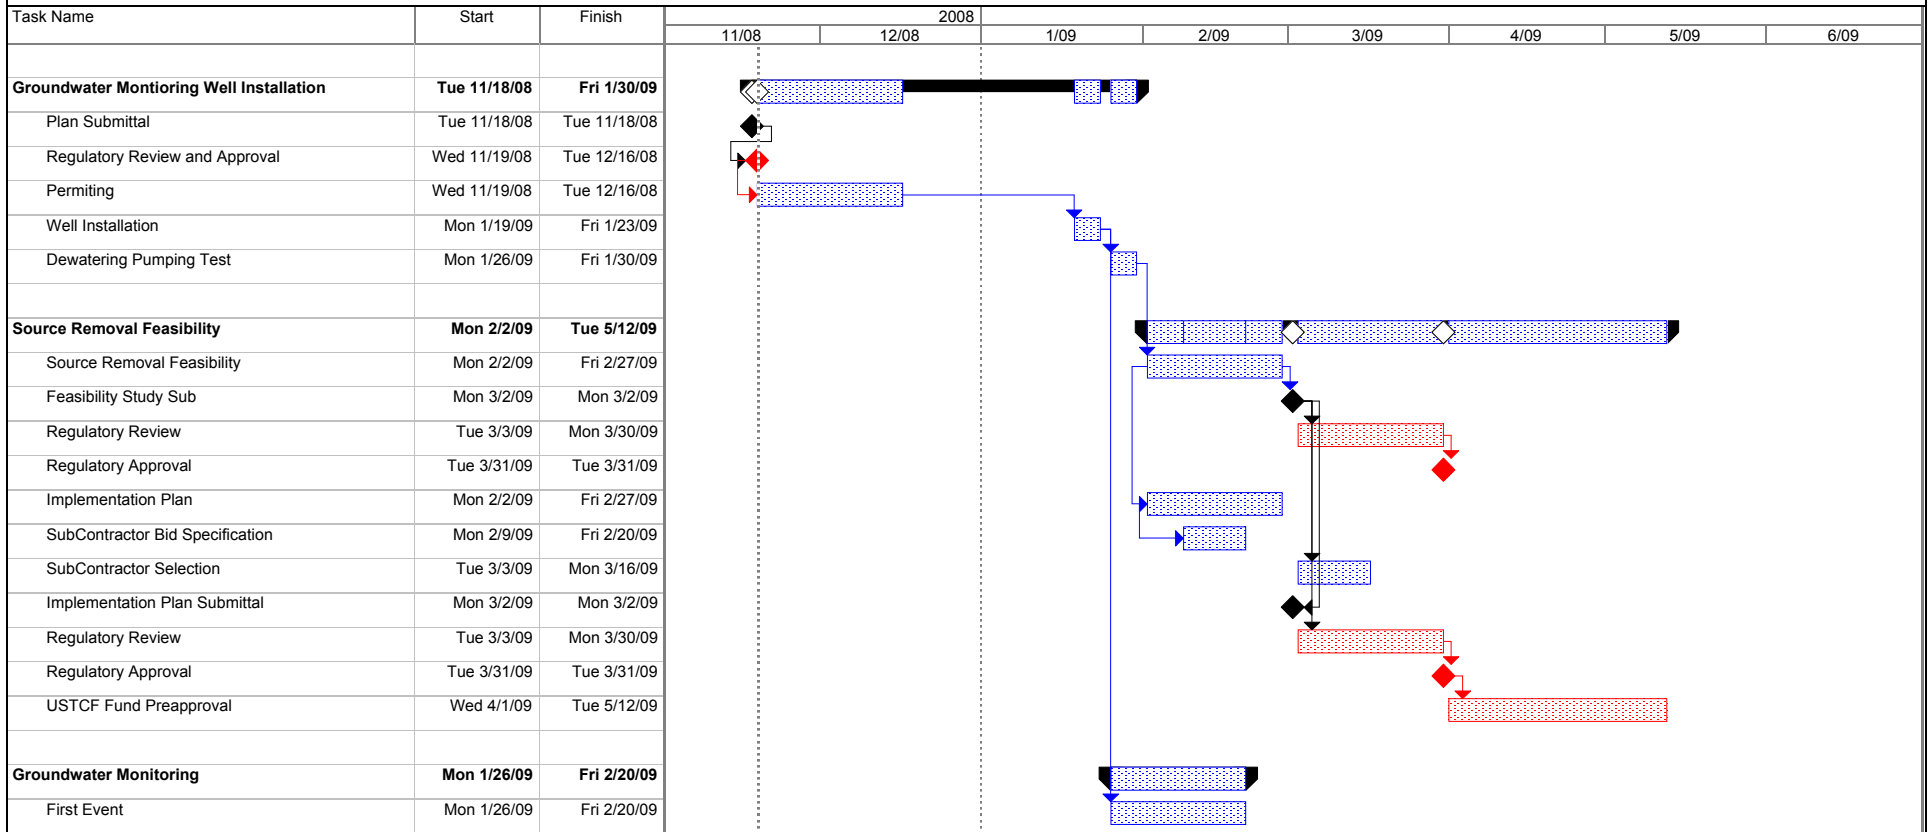 Task Name Start Finish 2008
11/08 12/08 1/09 2/09 3/09 4/09 5/09 6/09
Groundwater Montioring Well Installation Tue 11/18/08 Fri 1/30/09
Plan Submittal Tue 11/18/08 Tue 11/18/08
Regulatory Review and Approval Wed 11/19/08 Tue 12/16/08
Permiting Wed 11/19/08 Tue 12/16/08
Well Installation Mon 1/19/09 Fri 1/23/09
Dewatering Pumping Test Mon 1/26/09 Fri 1/30/09
Source Removal Feasibility Mon 2/2/09 Tue 5/12/09
Source Removal Feasibility Mon 2/2/09 Fri 2/27/09
Feasibility Study Sub Mon 3/2/09 Mon 3/2/09
Regulatory Review Tue 3/3/09 Mon 3/30/09
Regulatory Approval Tue 3/31/09 Tue 3/31/09
Implementation Plan Mon 2/2/09 Fri 2/27/09
SubContractor Bid Specification Mon 2/9/09 Fri 2/20/09
SubContractor Selection Tue 3/3/09 Mon 3/16/09
Implementation Plan Submittal Mon 3/2/09 Mon 3/2/09
Regulatory Review Tue 3/3/09 Mon 3/30/09
Regulatory Approval Tue 3/31/09 Tue 3/31/09
USTCF Fund Preapproval Wed 4/1/09 Tue 5/12/09
Groundwater Monitoring Mon 1/26/09 Fri 2/20/09
First Event Mon 1/26/09 Fri 2/20/09